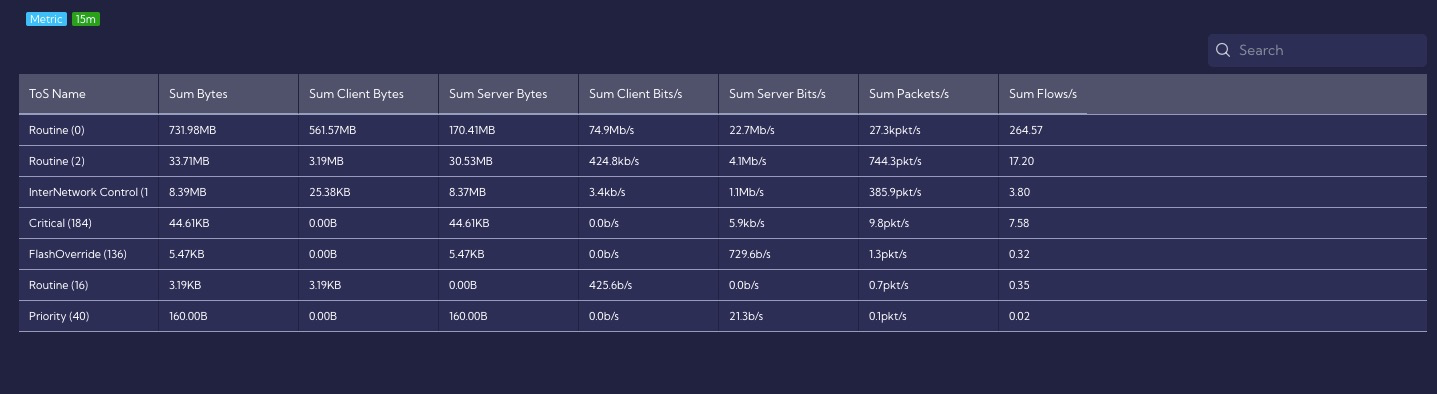 Metric 15m
Search
ToS Name Sum Bytes Sum Client Bytes Sum Server Bytes Sum Client Bits/s Sum Server Bits/s Sum Packets/s Sum Flows/s
Routine (0) 731.98MB 561.57MB 170.41MB 74.9Mb/s 22.7Mb/s 27.3kpkt/s 264.57
Routine (2) 33.71MB 3.19MB 30.53MB 424.8kb/s 4.1Mb/s 744.3pkt/s 17.20
InterNetwork Control (1 8.39MB 25.38KB 8.37MB 3.4kb/s 1.1Mb/s 385.9pkt/s 3.80
Critical (184) 44.61KB 0.00B 44.61KB 0.0b/s 5.9kb/s 9.8pkt/s 7.58
FlashOverride (136) 5.47KB 0.00B 5.47KB 0.0b/s 729.6b/s 1.3pkt/s 0.32
Routine (16) 3.19KB 3.19KB 0.00B 425.6b/s 0.0b/s 0.7pkt/s 0.35
Priority (40) 160.00B 0.00B 160.00B 0.0b/s 21.3b/s 0.1pkt/s 0.02